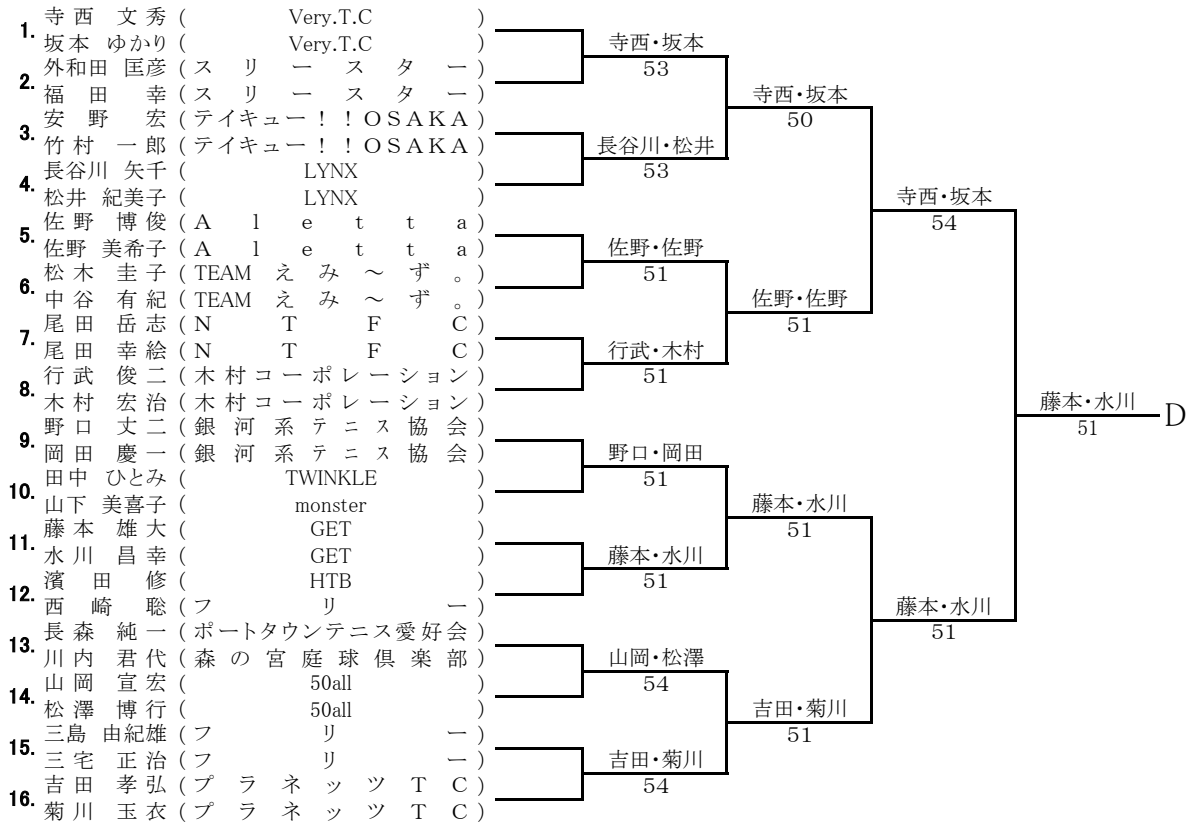 1. 寺西 文秀 ( Very.T.C )
坂本 ゆかり ( Very.T.C )
2. 外和田 匡彦 (スリースター)
福田 幸 (スリースター)
3. 安野 宏 (テイキュー!!OSAKA)
竹村 一郎 (テイキュー!!OSAKA)
4. 長谷川 矢千 ( LYNX )
松井 紀美子 ( LYNX )
5. 佐野 博俊 (Aletta)
佐野 美希子 (Aletta)
6. 松木 圭子 (TEAM えみ～ず。)
中谷 有紀 (TEAM えみ～ず。)
7. 尾田 岳志 (NTFC)
尾田 幸絵 (NTFC)
8. 行武 俊二 (木村コーポレーション)
木村 宏治 (木村コーポレーション)
9. 野口 丈二 (銀河系テニス協会)
岡田 慶一 (銀河系テニス協会)
10. 田中 ひとみ ( TWINKLE )
山下 美喜子 ( monster )
11. 藤本 雄大 ( GET )
水川 昌幸 ( GET )
12. 濱田 修 ( HTB )
西崎 聡 (フリー)
13. 長森 純一 (ポートタウンテニス愛好会)
川内 君代 (森の宮庭球倶楽部)
14. 山岡 宣宏 ( 50all )
松澤 博行 ( 50all )
15. 三島 由紀雄 (フリー)
三宅 正治 (フリー)
16. 吉田 孝弘 (プラネッツTC)
菊川 玉衣 (プラネッツTC)
寺西・坂本
53
長谷川・松井
53
佐野・佐野
51
行武・木村
51
野口・岡田
51
藤本・水川
51
山岡・松澤
54
吉田・菊川
54
寺西・坂本
50
佐野・佐野
51
藤本・水川
51
吉田・菊川
51
寺西・坂本
54
藤本・水川
51
藤本・水川
51
D